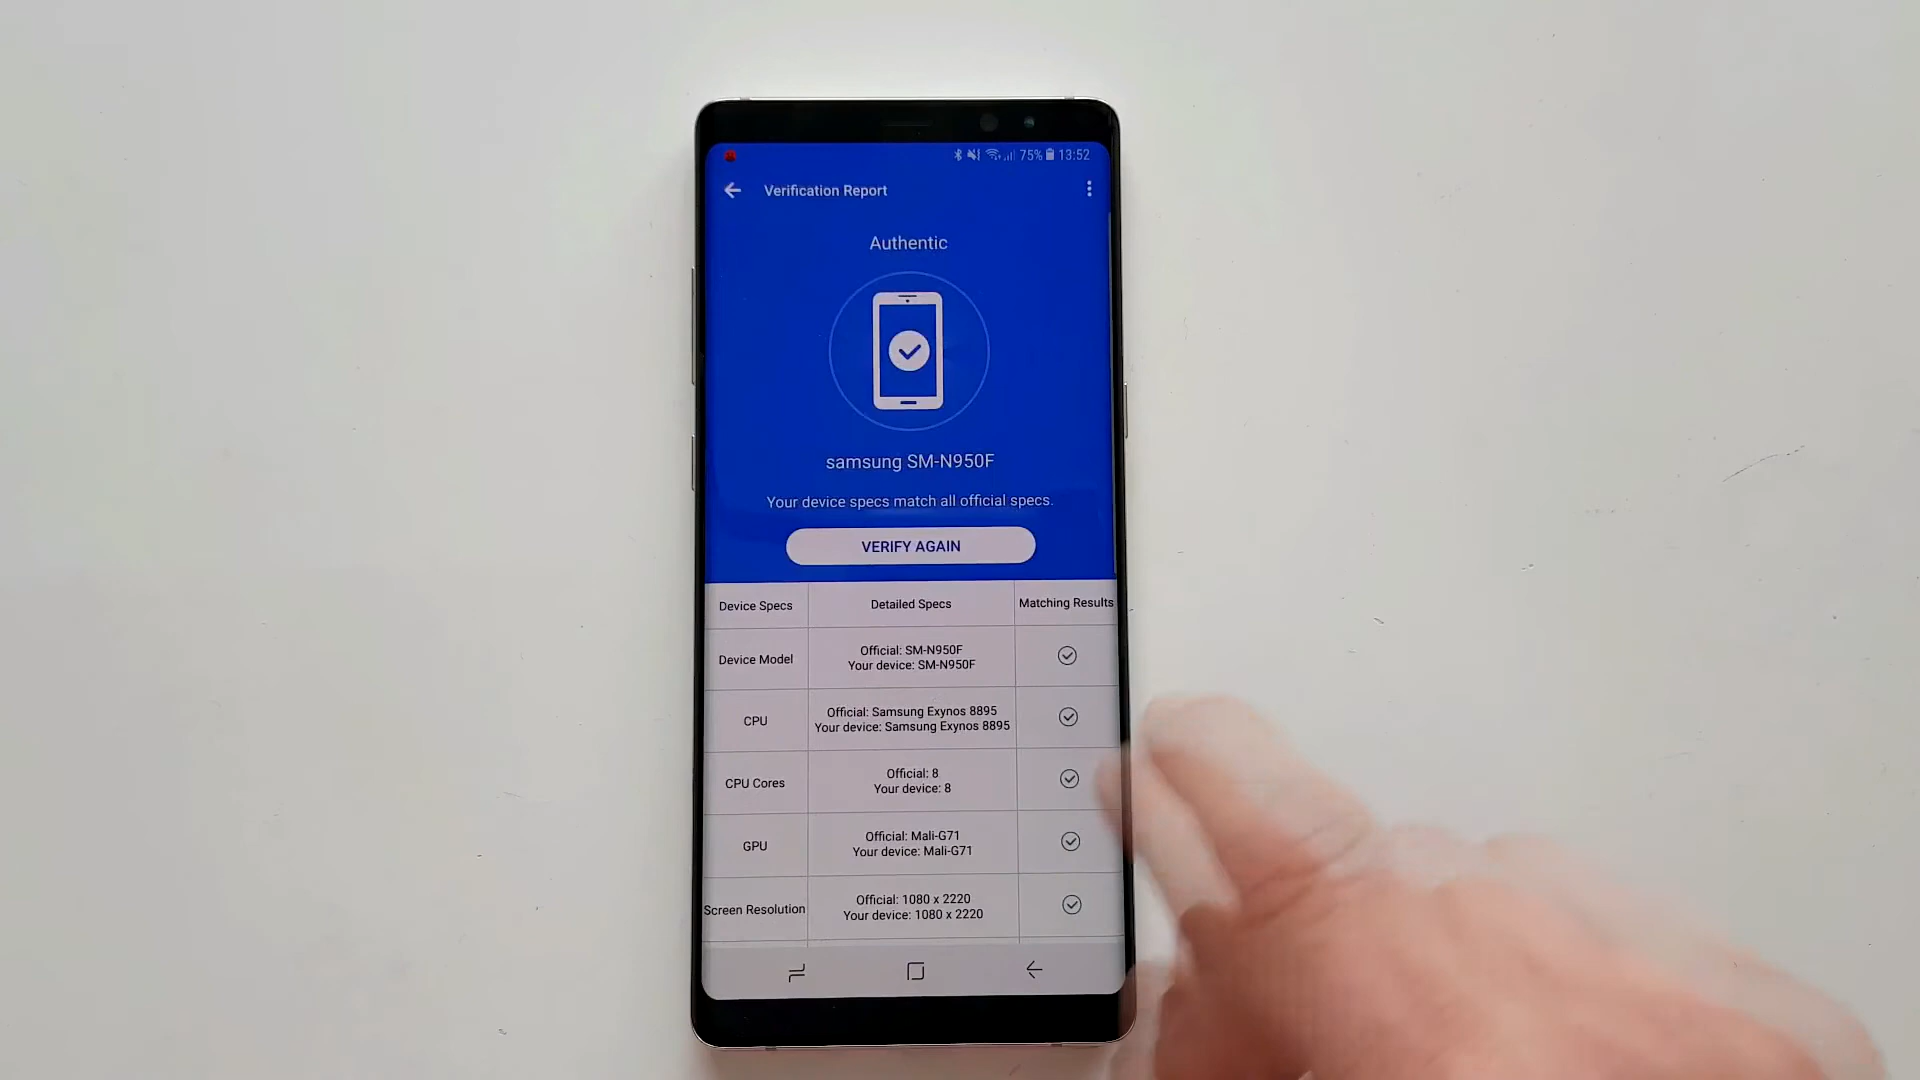 75% 13:52
Verification Report
Authentic
samsung SM-N950F
Your device specs match all official specs.
VERIFY AGAIN
Device Specs Detailed Specs Matching Results
Device Model
Official: SM-N950F
Your device: SM-N950F
CPU
Official: Samsung Exynos 8895
Your device: Samsung Exynos 8895
CPU Cores
Official: 8
Your device: 8
GPU
Official: Mali-G71
Your device: Mali-G71
Screen Resolution
Official: 1080 x 2220
Your device: 1080 x 2220